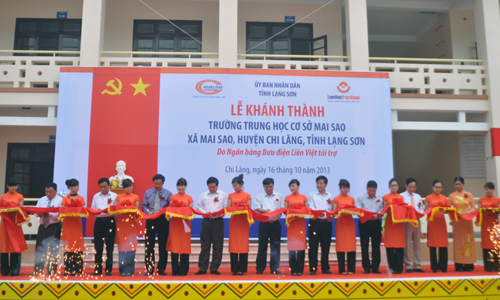 ỦY BAN NHÂN DÂN
TỈNH LẠNG SƠN
LienVietPostBank
LỄ KHÁNH THÀNH
TRƯỜNG TRUNG HỌC CƠ SỞ MAI SAO
XÃ MAI SAO, HUYỆN CHI LĂNG, TỈNH LẠNG SƠN
Do Ngân hàng Bưu điện Liên Việt tài trợ
Chi Lăng, ngày 16 tháng 10 năm 2013